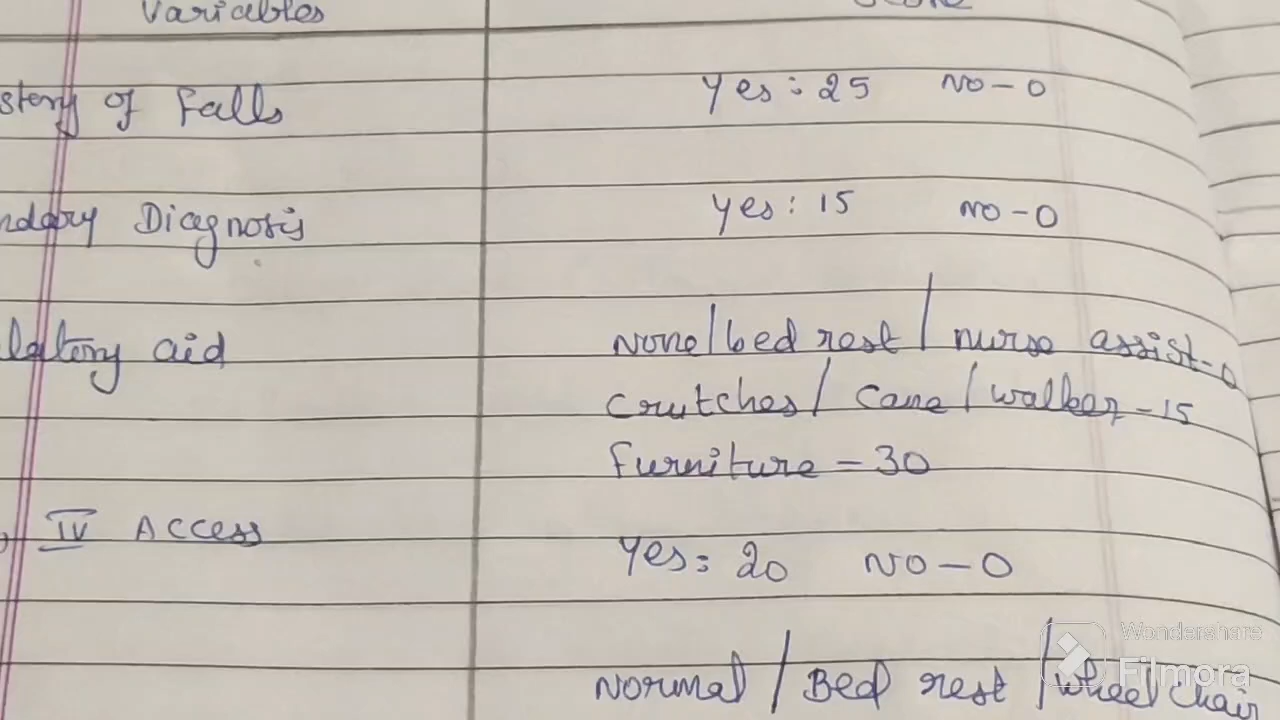 Variables Score
story of Falls Yes: 25 No-0
ndary Diagnosis Yes: 15 No-0
latory aid None/bed rest/nurse assist-0
crutches/cane/walker-15
furniture-30
IV Access Yes: 20 No-0
Normal/Bed rest/wheel chair
Wondershare
Filmora